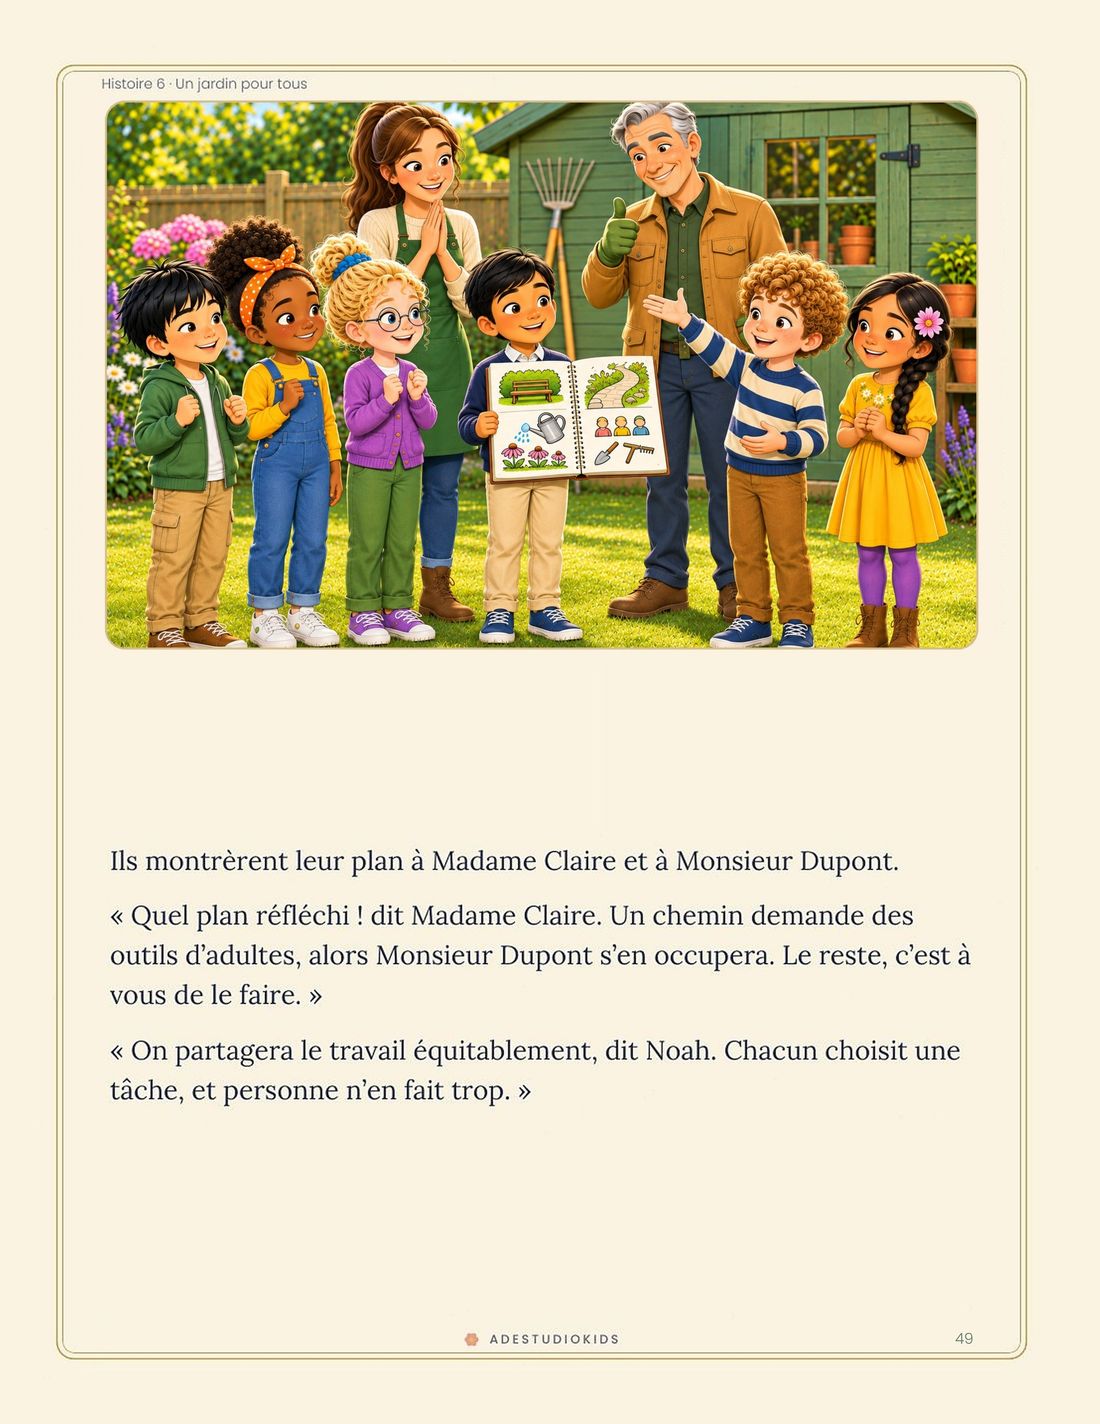 Histoire 6 · Un jardin pour tous
Ils montrèrent leur plan à Madame Claire et à Monsieur Dupont.
« Quel plan réfléchi ! dit Madame Claire. Un chemin demande des
outils d’adultes, alors Monsieur Dupont s’en occupera. Le reste, c’est à
vous de le faire. »
« On partagera le travail équitablement, dit Noah. Chacun choisit une
tâche, et personne n’en fait trop. »
ADESTUDIOKIDS
49